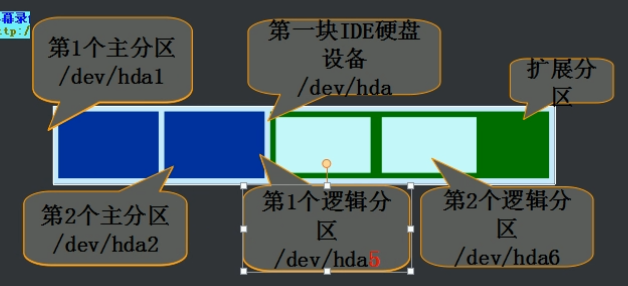 幕录
tp:/
第1个主分区
/dev/hda1
第一块IDE硬盘
设备
/dev/hda
扩展分
区
第2个主分区
/dev/hda2
第1个逻辑分
区
/dev/hda5
第2个逻辑分
区
/dev/hda6